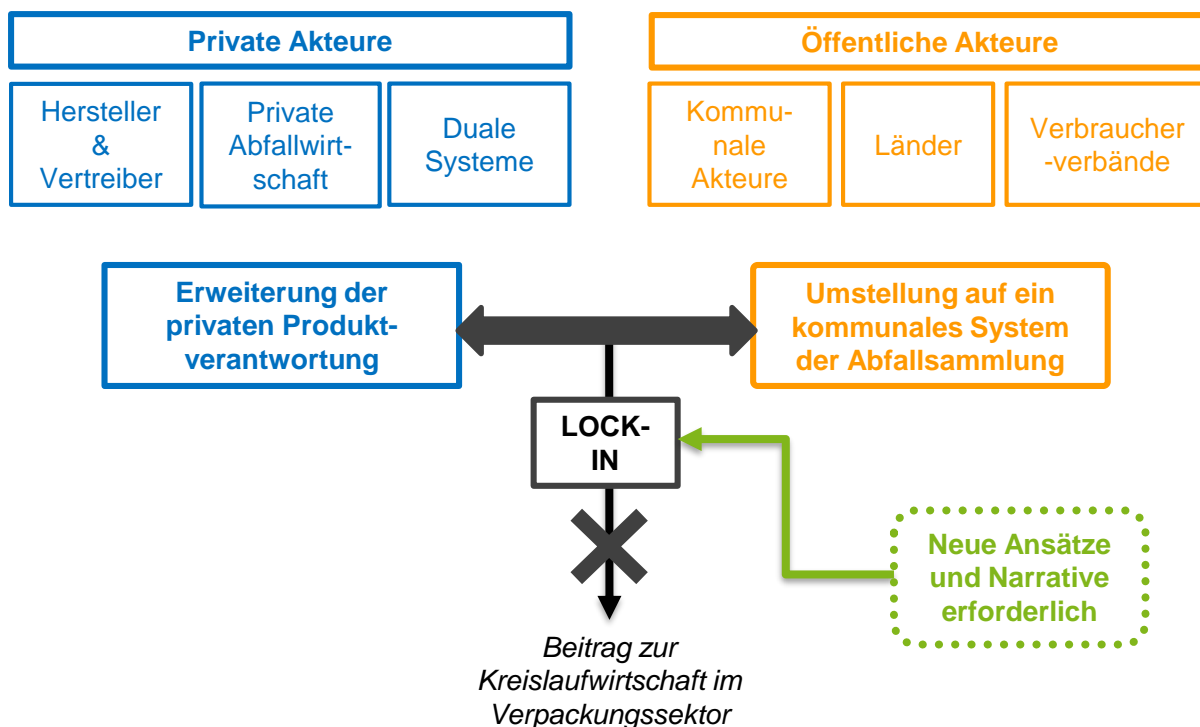 Private Akteure
Hersteller
&
Vertreiber
Private
Abfallwirt-
schaft
Duale
Systeme
Öffentliche Akteure
Kommu-
nale
Akteure
Länder
Verbraucher
-verbände
Erweiterung der
privaten Produkt-
verantwortung
Umstellung auf ein
kommunales System
der Abfallsammlung
LOCK-
IN
Neue Ansätze
und Narrative
erforderlich
Beitrag zur
Kreislaufwirtschaft im
Verpackungssektor